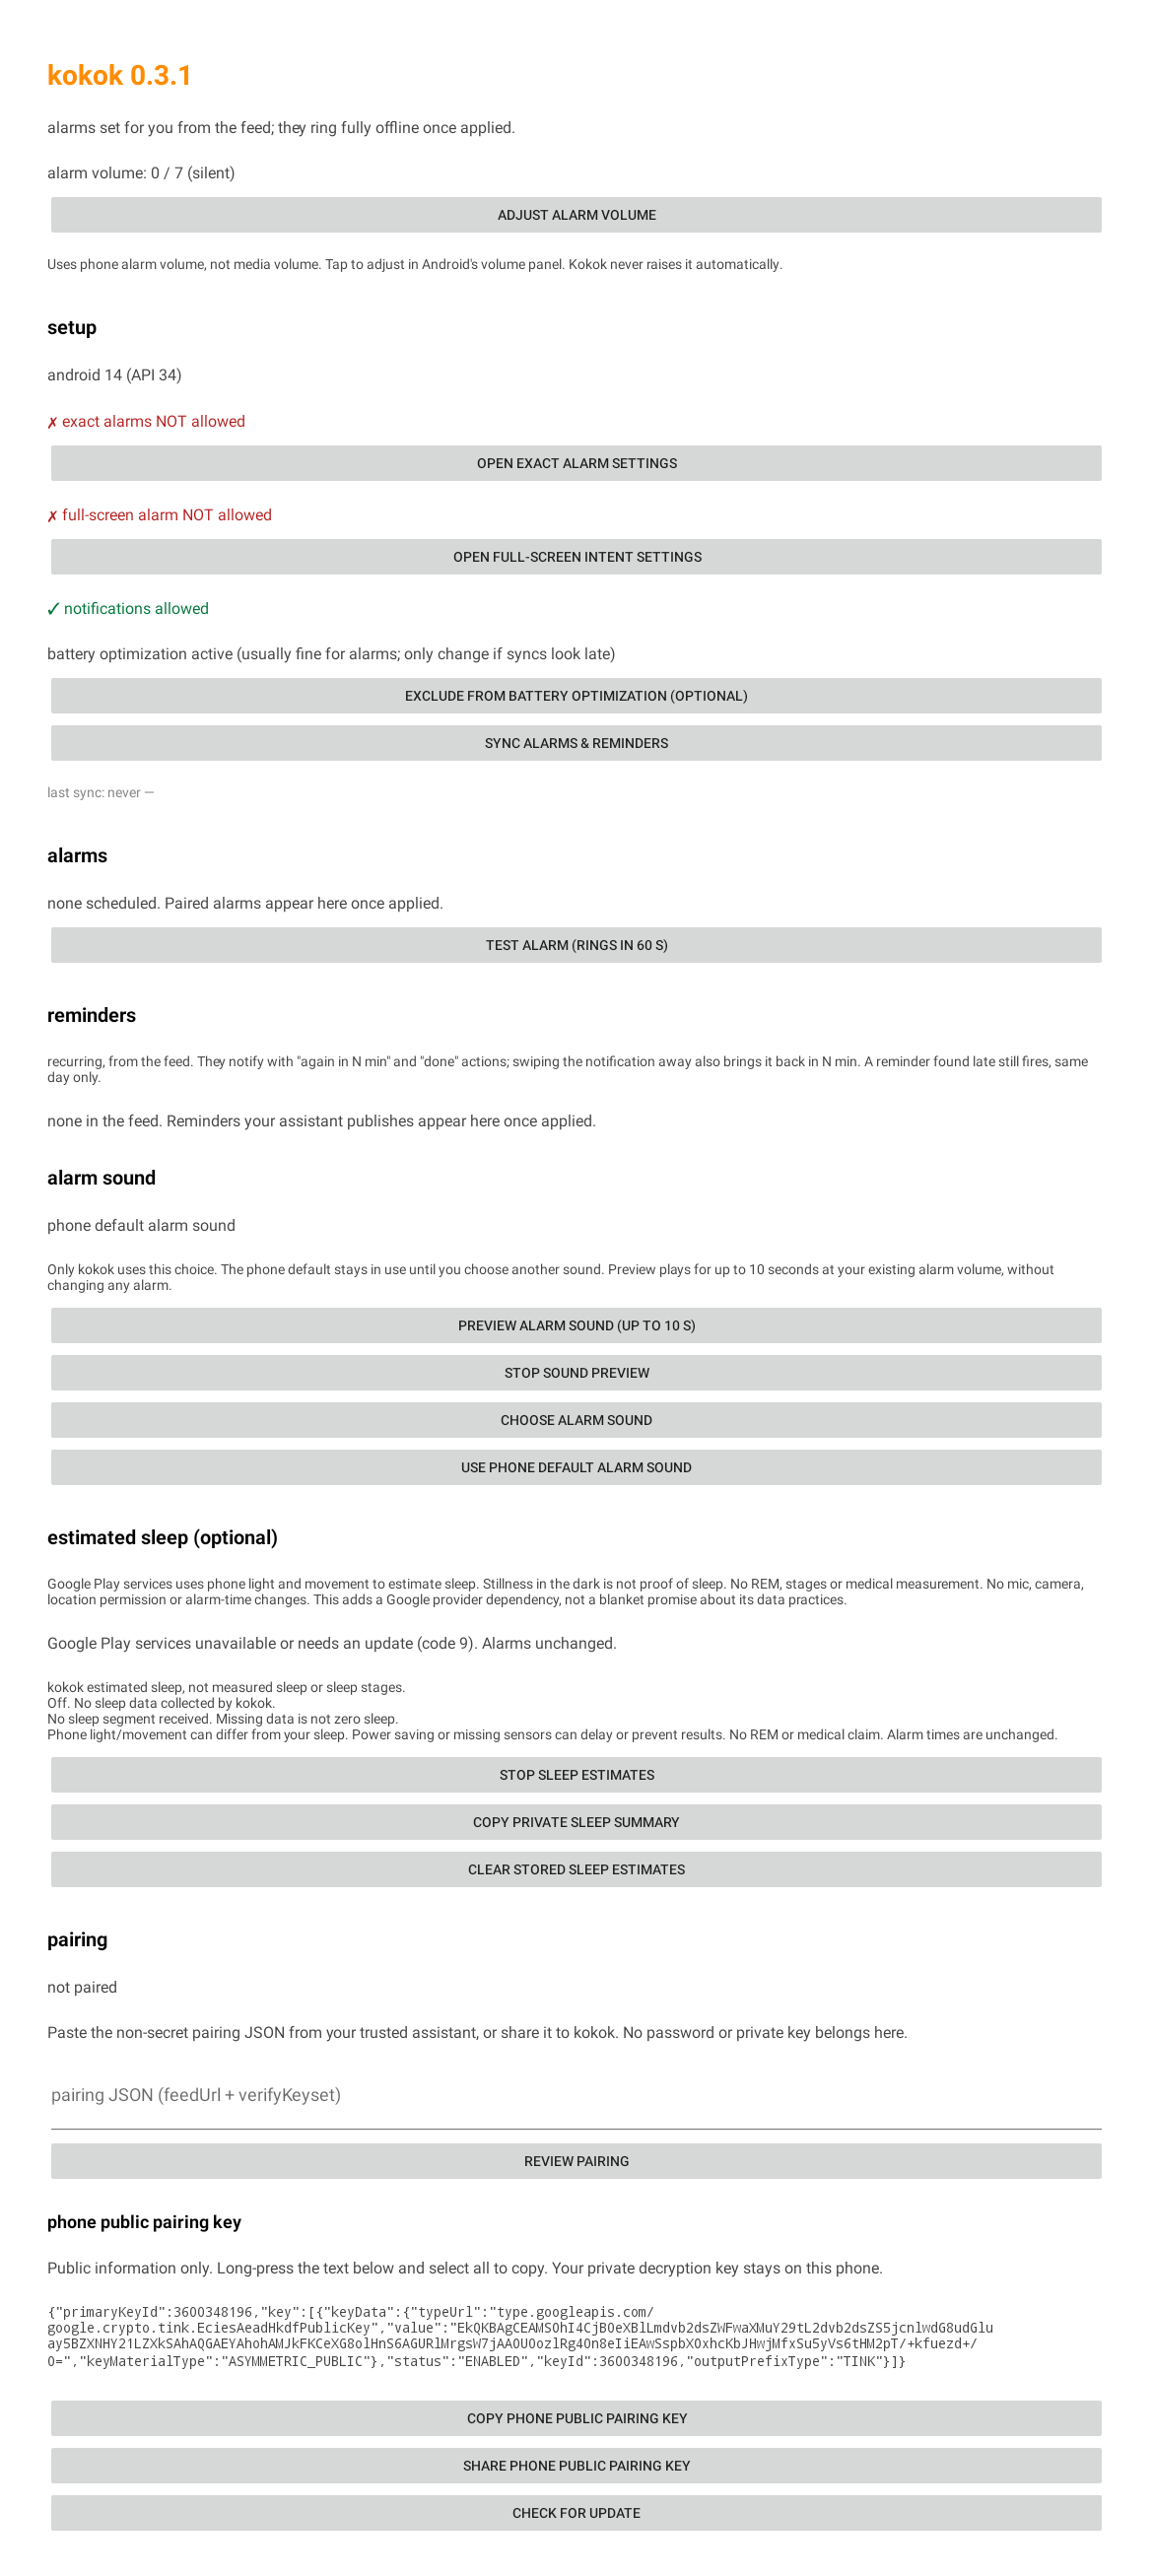 kokok 0.3.1
alarms set for you from the feed; they ring fully offline once applied.
alarm volume: 0 / 7 (silent)
ADJUST ALARM VOLUME
Uses phone alarm volume, not media volume. Tap to adjust in Android's volume panel. Kokok never raises it automatically.
setup
android 14 (API 34)
✗ exact alarms NOT allowed
OPEN EXACT ALARM SETTINGS
✗ full-screen alarm NOT allowed
OPEN FULL-SCREEN INTENT SETTINGS
✓ notifications allowed
battery optimization active (usually fine for alarms; only change if syncs look late)
EXCLUDE FROM BATTERY OPTIMIZATION (OPTIONAL)
SYNC ALARMS & REMINDERS
last sync: never —
alarms
none scheduled. Paired alarms appear here once applied.
TEST ALARM (RINGS IN 60 S)
reminders
recurring, from the feed. They notify with "again in N min" and "done" actions; swiping the notification away also brings it back in N min. A reminder found late still fires, same
day only.
none in the feed. Reminders your assistant publishes appear here once applied.
alarm sound
phone default alarm sound
Only kokok uses this choice. The phone default stays in use until you choose another sound. Preview plays for up to 10 seconds at your existing alarm volume, without
changing any alarm.
PREVIEW ALARM SOUND (UP TO 10 S)
STOP SOUND PREVIEW
CHOOSE ALARM SOUND
USE PHONE DEFAULT ALARM SOUND
estimated sleep (optional)
Google Play services uses phone light and movement to estimate sleep. Stillness in the dark is not proof of sleep. No REM, stages or medical measurement. No mic, camera,
location permission or alarm-time changes. This adds a Google provider dependency, not a blanket promise about its data practices.
Google Play services unavailable or needs an update (code 9). Alarms unchanged.
kokok estimated sleep, not measured sleep or sleep stages.
Off. No sleep data collected by kokok.
No sleep segment received. Missing data is not zero sleep.
Phone light/movement can differ from your sleep. Power saving or missing sensors can delay or prevent results. No REM or medical claim. Alarm times are unchanged.
STOP SLEEP ESTIMATES
COPY PRIVATE SLEEP SUMMARY
CLEAR STORED SLEEP ESTIMATES
pairing
not paired
Paste the non-secret pairing JSON from your trusted assistant, or share it to kokok. No password or private key belongs here.
pairing JSON (feedUrl + verifyKeyset)
REVIEW PAIRING
phone public pairing key
Public information only. Long-press the text below and select all to copy. Your private decryption key stays on this phone.
{"primaryKeyId":3600348196,"key":[{"keyData":{"typeUrl":"type.googleapis.com/
google.crypto.tink.EciesAeadHkdfPublicKey","value":"EkQKBAgCEAMSOhI4CjB0eXBlLmdvb2dsZWFwaXMuY29tL2dvb2dsZS5jcnlwdG8udGlu
ay5BZXNHY21LZXkSAhAQGAEYAhohAMJkFKCeXG8olHnS6AGURlMrgsW7jAAOU0ozlRg4On8eIiEAwSspbXOxhcKbJHwjMfxSu5yVs6tHM2pT/+kfuezd+/
0=","keyMaterialType":"ASYMMETRIC_PUBLIC"},"status":"ENABLED","keyId":3600348196,"outputPrefixType":"TINK"}]}
COPY PHONE PUBLIC PAIRING KEY
SHARE PHONE PUBLIC PAIRING KEY
CHECK FOR UPDATE